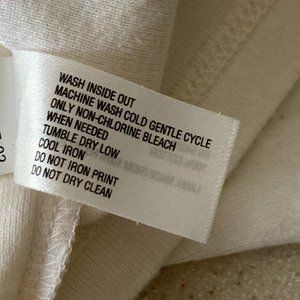 WASH INSIDE OUT
MACHINE WASH COLD GENTLE CYCLE
ONLY NON-CHLORINE BLEACH
WHEN NEEDED
TUMBLE DRY LOW
COOL IRON
DO NOT IRON PRINT
DO NOT DRY CLEAN